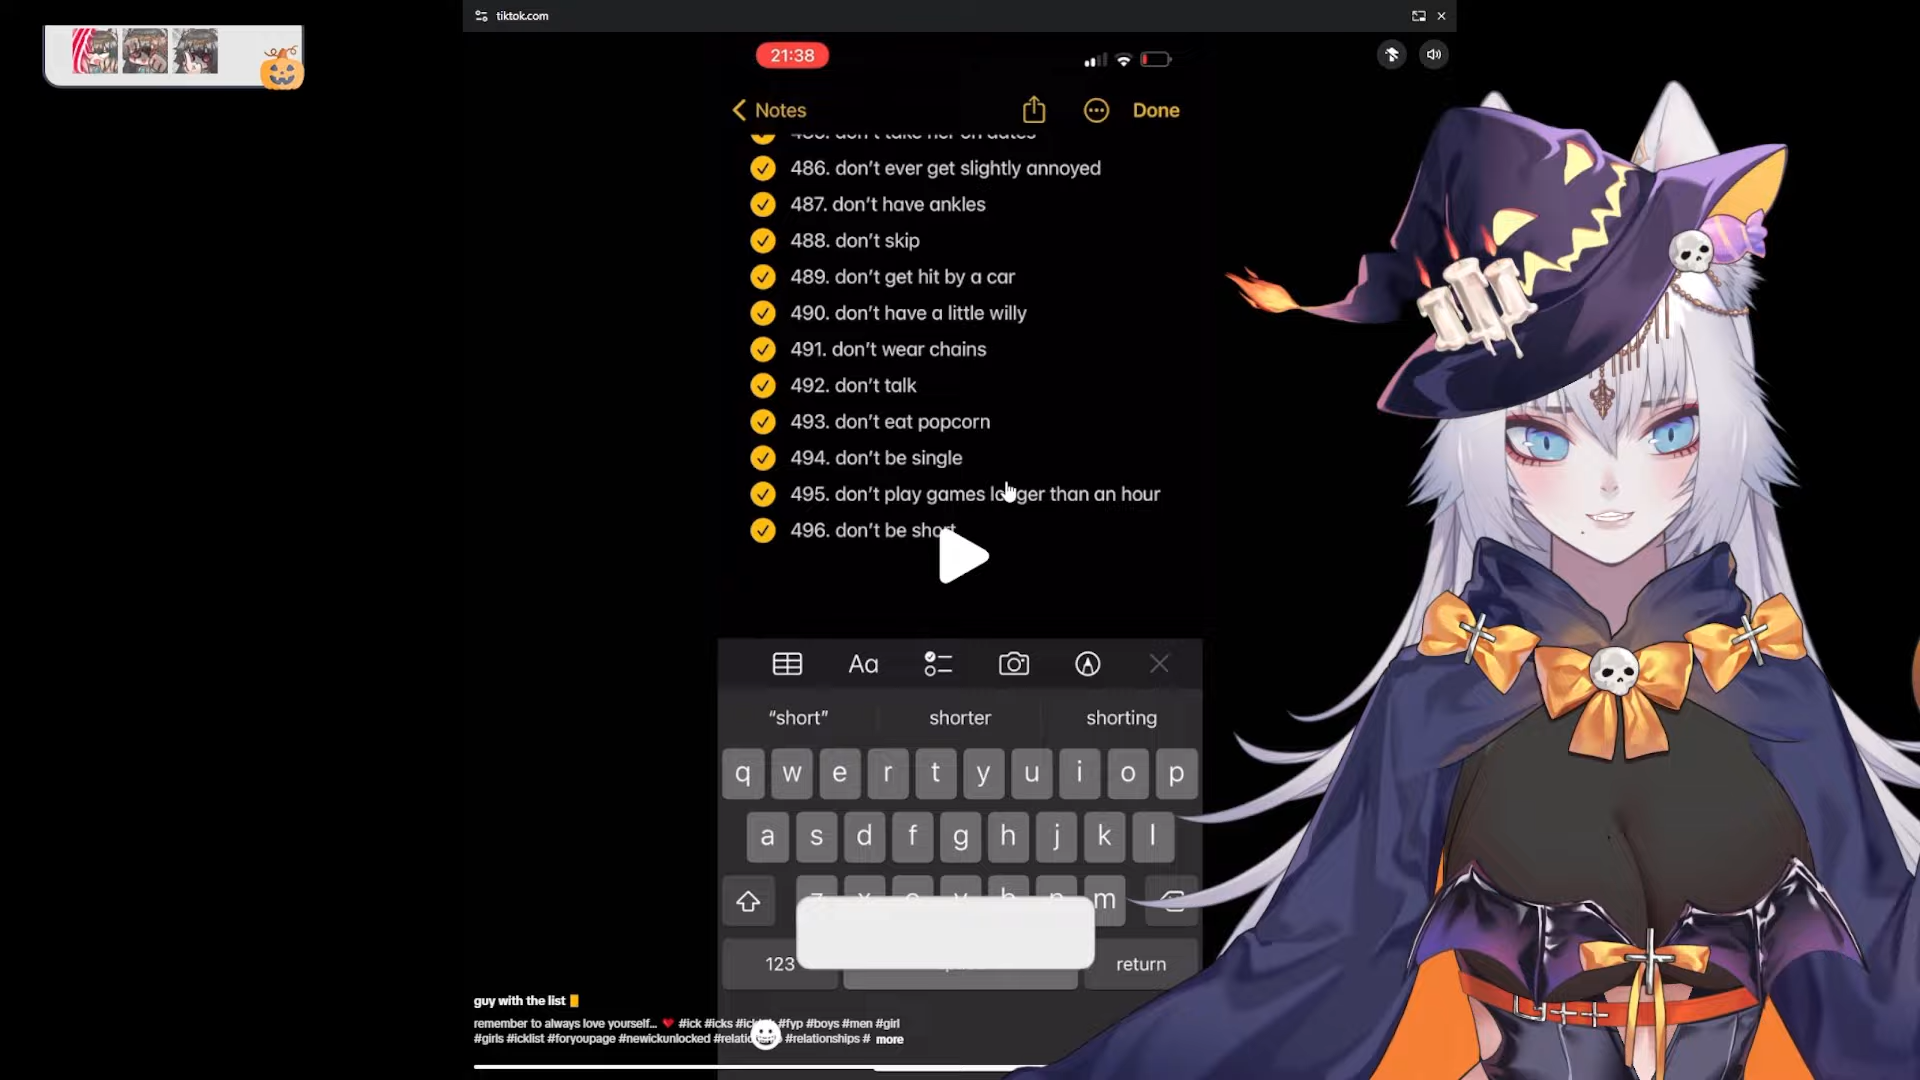 tiktok.com
21:38
Notes
Done
486. don't ever get slightly annoyed
487. don't have ankles
488. don't skip
489. don't get hit by a car
490. don't have a little willy
491. don't wear chains
492. don't talk
493. don't eat popcorn
494. don't be single
495. don't play games longer than an hour
496. don't be short
"short" shorter shorting
q w e r t y u i o p
a s d f g h j k l
m
123
return
guy with the list
remember to always love yourself... #ick #icks #fyp #boys #men #girl
#girls #icklist #foryoupage #newickunlocked #relationships # more